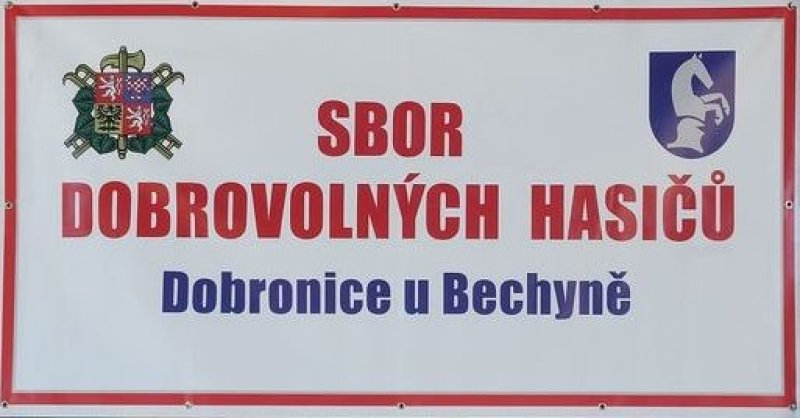 SBOR
DOBROVOLNÝCH HASIČŮ
Dobronice u Bechyně